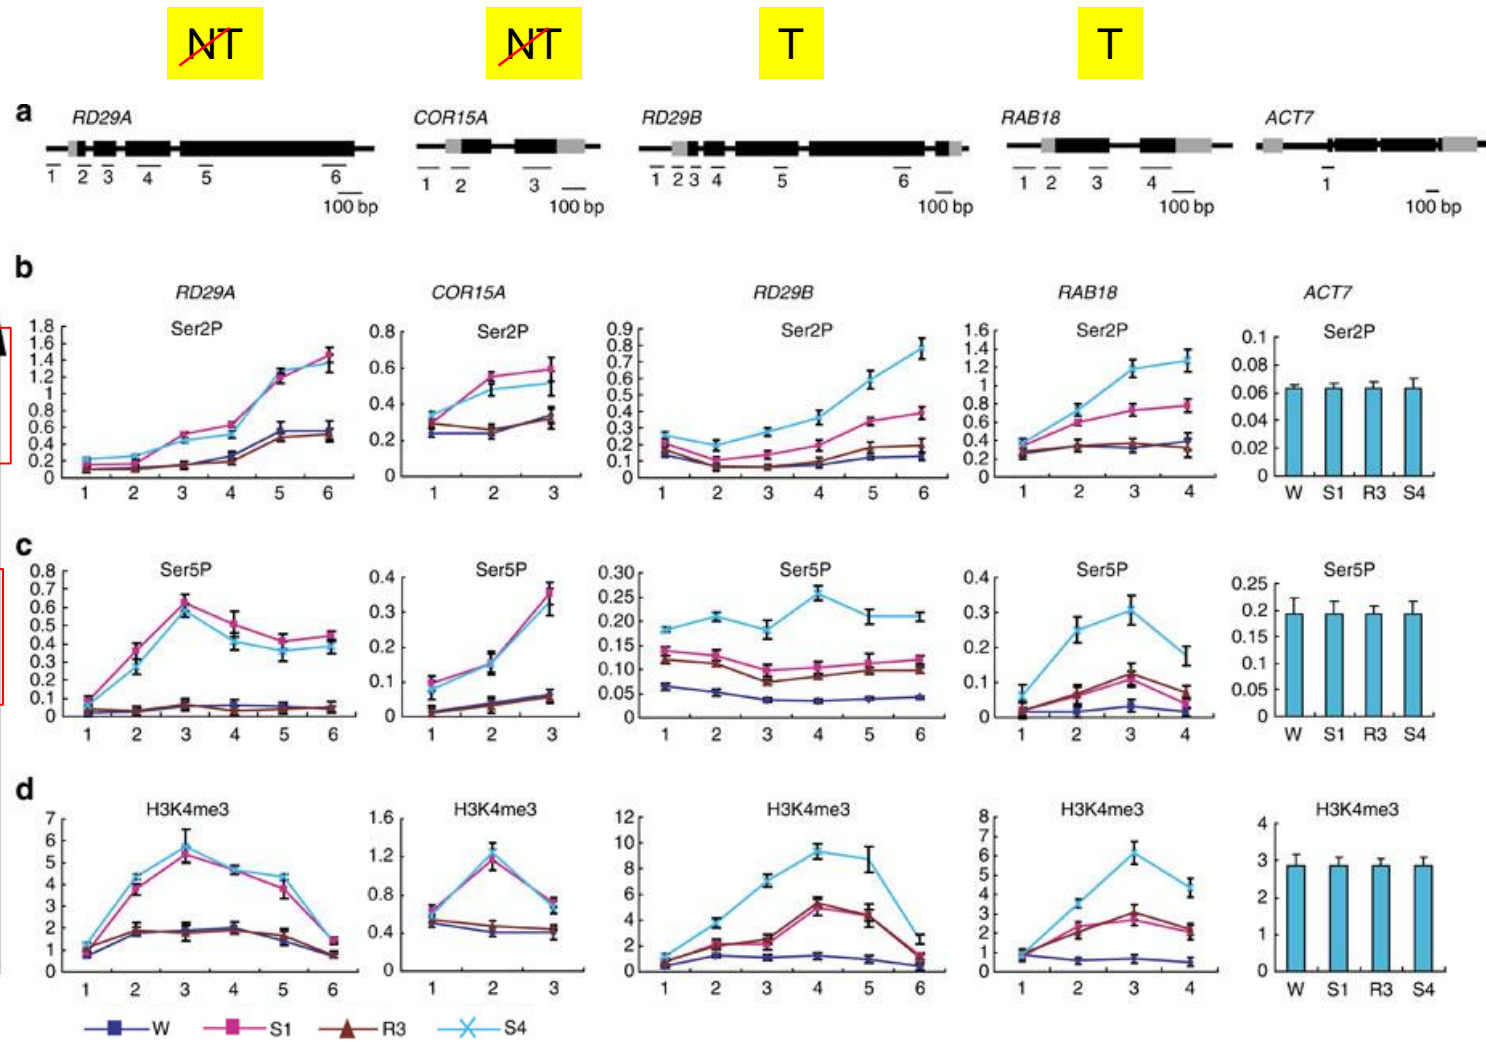 NT NT T T
a
RD29A COR15A RD29B RAB18 ACT7
1 2 3 4 5 6 1 2 3 1 2 3 4 5 6 1 2 3 4 1
100 bp 100 bp 100 bp 100 bp 100 bp
b
RD29A COR15A RD29B RAB18 ACT7
Ser2P Ser2P Ser2P Ser2P Ser2P
1.8 1.6 1.4 1.2 1 0.8 0.6 0.4 0.2 0
1 2 3 4 5 6
0.8 0.6 0.4 0.2 0
1 2 3
0.9 0.8 0.7 0.6 0.5 0.4 0.3 0.2 0.1 0
1 2 3 4 5 6
1.6 1.4 1.2 1 0.8 0.6 0.4 0.2 0
1 2 3 4
0.1 0.08 0.06 0.04 0.02 0
W S1 R3 S4
c
Ser5P Ser5P Ser5P Ser5P Ser5P
0.8 0.7 0.6 0.5 0.4 0.3 0.2 0.1 0
1 2 3 4 5 6
0.4 0.3 0.2 0.1 0
1 2 3
0.30 0.25 0.20 0.15 0.10 0.05 0
1 2 3 4 5 6
0.4 0.3 0.2 0.1 0
1 2 3 4
0.25 0.2 0.15 0.1 0.05 0
W S1 R3 S4
d
H3K4me3 H3K4me3 H3K4me3 H3K4me3 H3K4me3
7 6 5 4 3 2 1 0
1 2 3 4 5 6
1.6 1.2 0.8 0.4 0
1 2 3
12 10 8 6 4 2 0
1 2 3 4 5 6
8 7 6 5 4 3 2 1 0
1 2 3 4
4 3 2 1 0
W S1 R3 S4
W S1 R3 S4